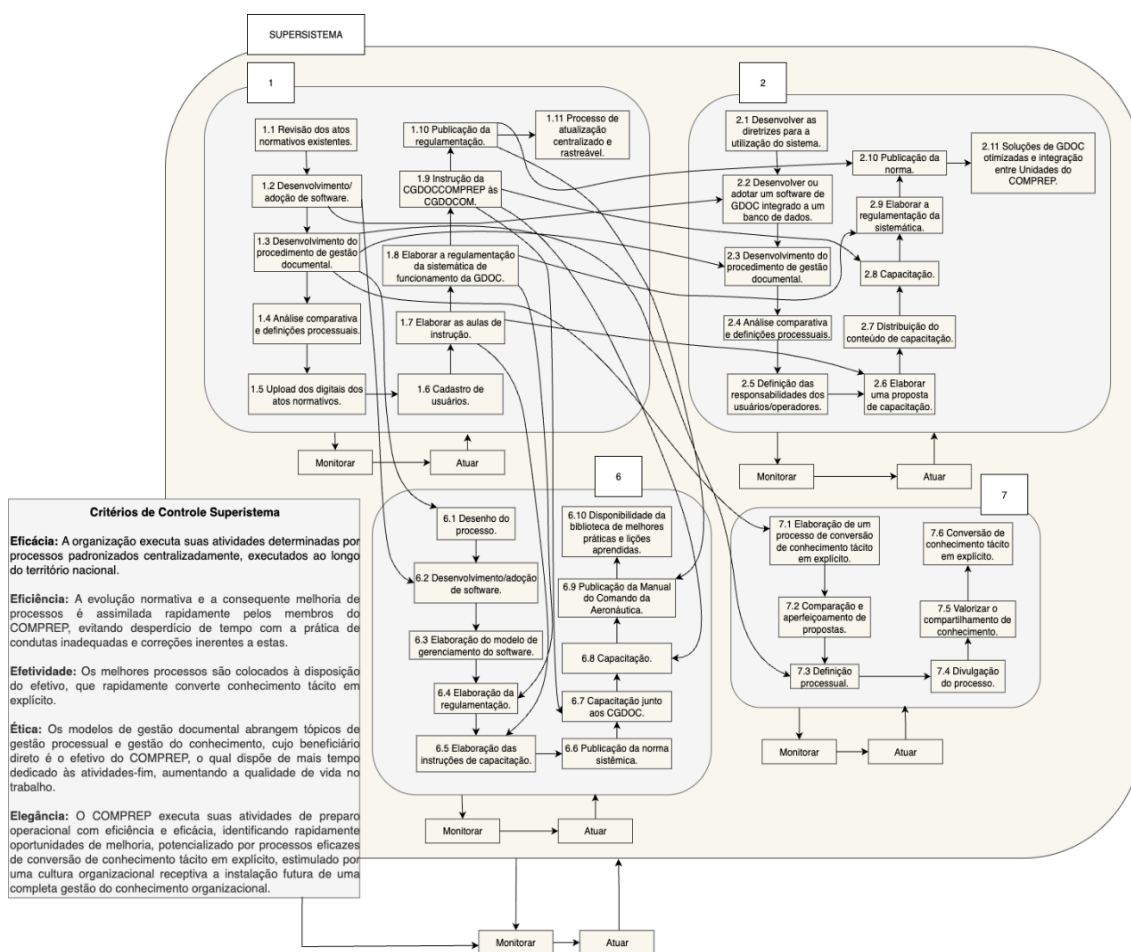 SUPERSISTEMA
1
1.1 Revisão dos atos
normativos existentes.
1.2 Desenvolvimento/
adoção de software.
1.3 Desenvolvimento do
procedimento de gestão
documental.
1.4 Análise comparativa
e definições processuais.
1.5 Upload dos digitais dos
atos normativos.
1.6 Cadastro de
usuários.
1.7 Elaborar as aulas de
instrução.
1.8 Elaborar a regulamentação
da sistemática de
funcionamento da GDOC.
1.9 Instrução da
CGDOCCOMPREP às
CGDOCOM.
1.10 Publicação da
regulamentação.
1.11 Processo de
atualização
centralizado e
rastreável.
Monitorar
Atuar
2
2.1 Desenvolver as
diretrizes para a
utilização do sistema.
2.2 Desenvolver ou
adotar um software de
GDOC integrado a um
banco de dados.
2.3 Desenvolvimento do
procedimento de gestão
documental.
2.4 Análise comparativa
e definições processuais.
2.5 Definição das
responsabilidades dos
usuários/operadores.
2.6 Elaborar
uma proposta
de capacitação.
2.7 Distribuição do
conteúdo de capacitação.
2.8 Capacitação.
2.9 Elaborar a
regulamentação da
sistemática.
2.10 Publicação da
norma.
2.11 Soluções de GDOC
otimizadas e integração
entre Unidades do
COMPREP.
Monitorar
Atuar
6
6.1 Desenho do
processo.
6.2 Desenvolvimento/adoção
de software.
6.3 Elaboração do modelo de
gerenciamento do software.
6.4 Elaboração da
regulamentação.
6.5 Elaboração das
instruções de capacitação.
6.6 Publicação da norma
sistêmica.
6.7 Capacitação junto
aos CGDOC.
6.8 Capacitação.
6.9 Publicação da Manual
do Comando da
Aeronáutica.
6.10 Disponibilidade da
biblioteca de melhores
práticas e lições
aprendidas.
Monitorar
Atuar
7
7.1 Elaboração de um
processo de conversão
de conhecimento tácito
em explícito.
7.2 Comparação e
aperfeiçoamento de
propostas.
7.3 Definição
processual.
7.4 Divulgação
do processo.
7.5 Valorizar o
compartilhamento de
conhecimento.
7.6 Conversão de
conhecimento tácito
em explícito.
Monitorar
Atuar
Critérios de Controle Superistema
Eficácia: A organização executa suas atividades determinadas por
processos padronizados centralizadamente, executados ao longo
do território nacional.
Eficiência: A evolução normativa e a consequente melhoria de
processos é assimilada rapidamente pelos membros do
COMPREP, evitando desperdício de tempo com a prática de
condutas inadequadas e correções inerentes a estas.
Efetividade: Os melhores processos são colocados à disposição
do efetivo, que rapidamente converte conhecimento tácito em
explícito.
Ética: Os modelos de gestão documental abrangem tópicos de
gestão processual e gestão do conhecimento, cujo beneficiário
direto é o efetivo do COMPREP, o qual dispõe de mais tempo
dedicado às atividades-fim, aumentando a qualidade de vida no
trabalho.
Elegância: O COMPREP executa suas atividades de preparo
operacional com eficiência e eficácia, identificando rapidamente
oportunidades de melhoria, potencializado por processos eficazes
de conversão de conhecimento tácito em explícito, estimulado por
uma cultura organizacional receptiva a instalação futura de uma
completa gestão do conhecimento organizacional.
Monitorar
Atuar